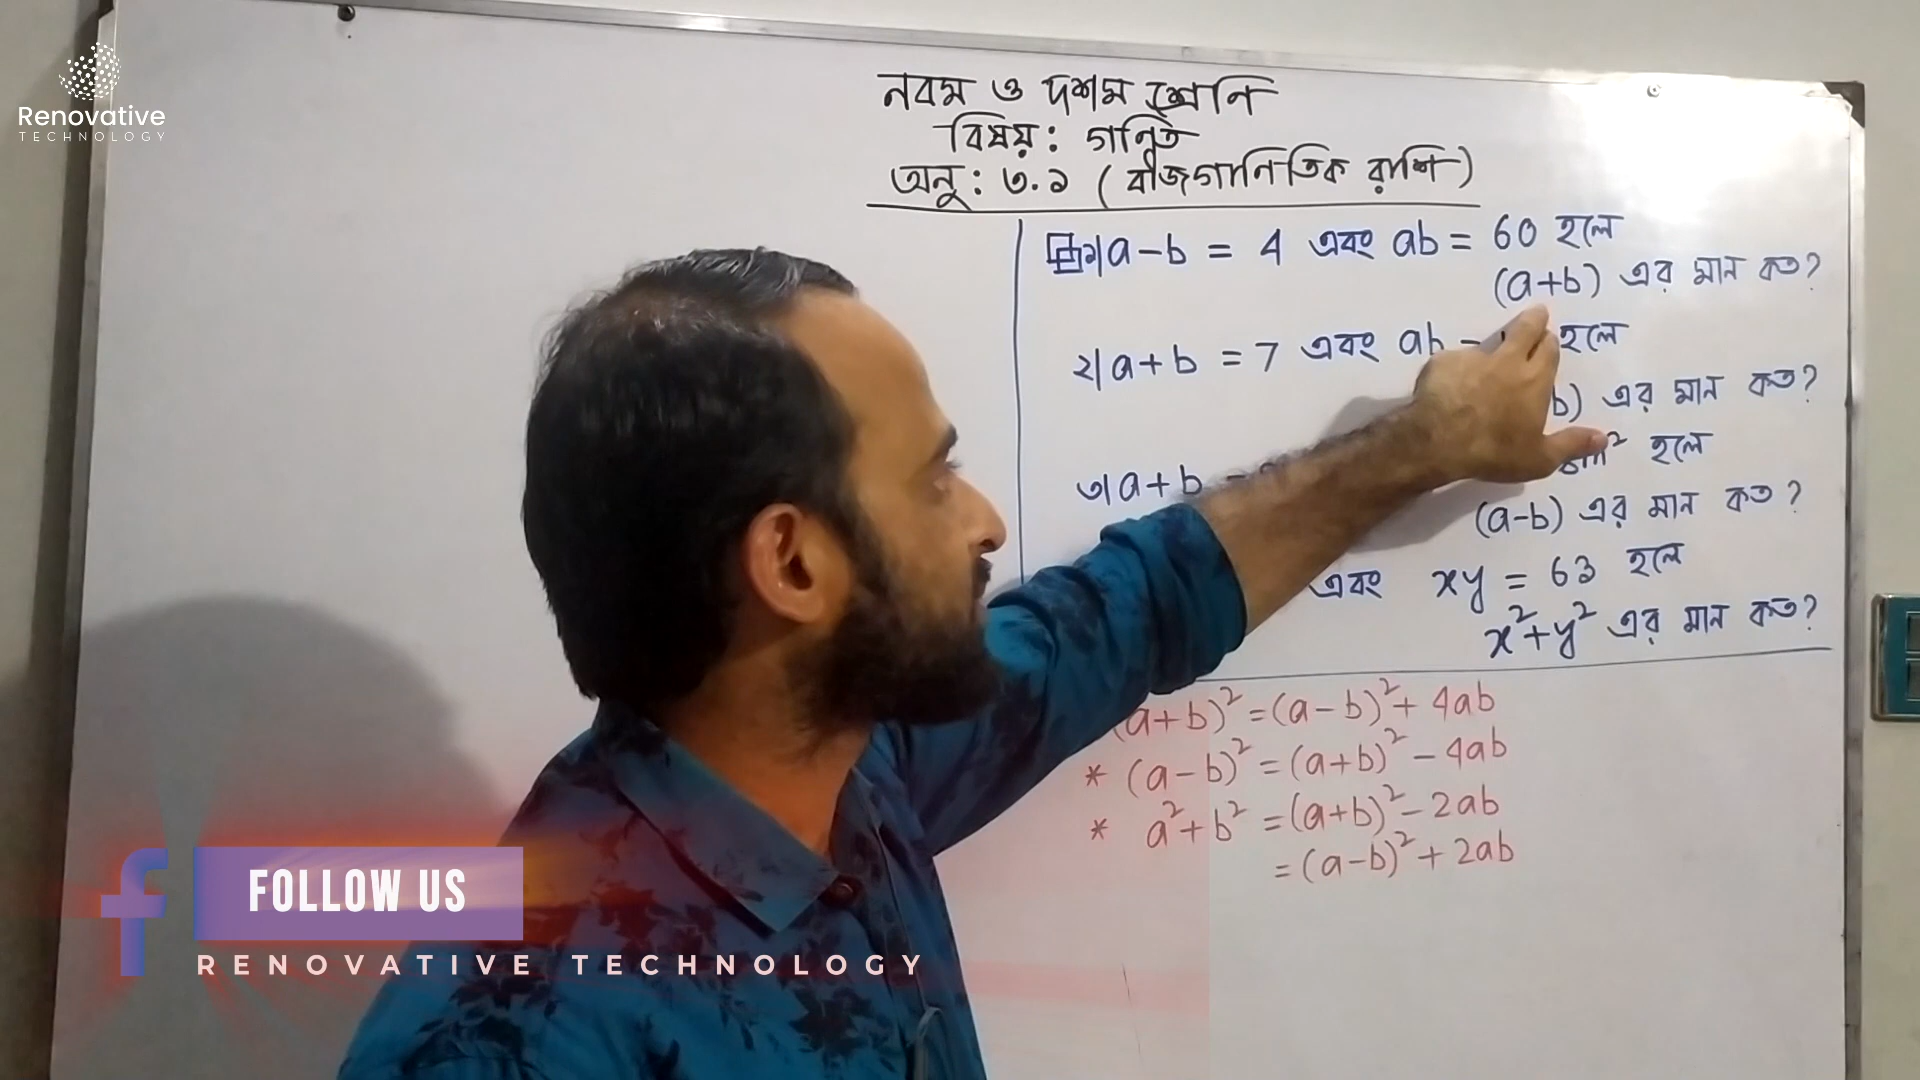 Renovative
TECHNOLOGY
নবম ও দশম শ্রেনি
বিষয়: গণিত
অনু: ৩.১ (বীজগাণিতিক রাশি)
১| a-b = 4 এবং ab = 60 হলে
(a+b) এর মান কত?
২| a+b = 7 এবং ab হলে
b) এর মান কত?
৩| a+b হলে
(a-b) এর মান কত?
এবং xy = 63 হলে
x²+y² এর মান কত?
(a+b)² = (a-b)² + 4ab
* (a-b)² = (a+b)² - 4ab
* a²+b² = (a+b)² - 2ab
= (a-b)² + 2ab
f FOLLOW US
RENOVATIVE TECHNOLOGY